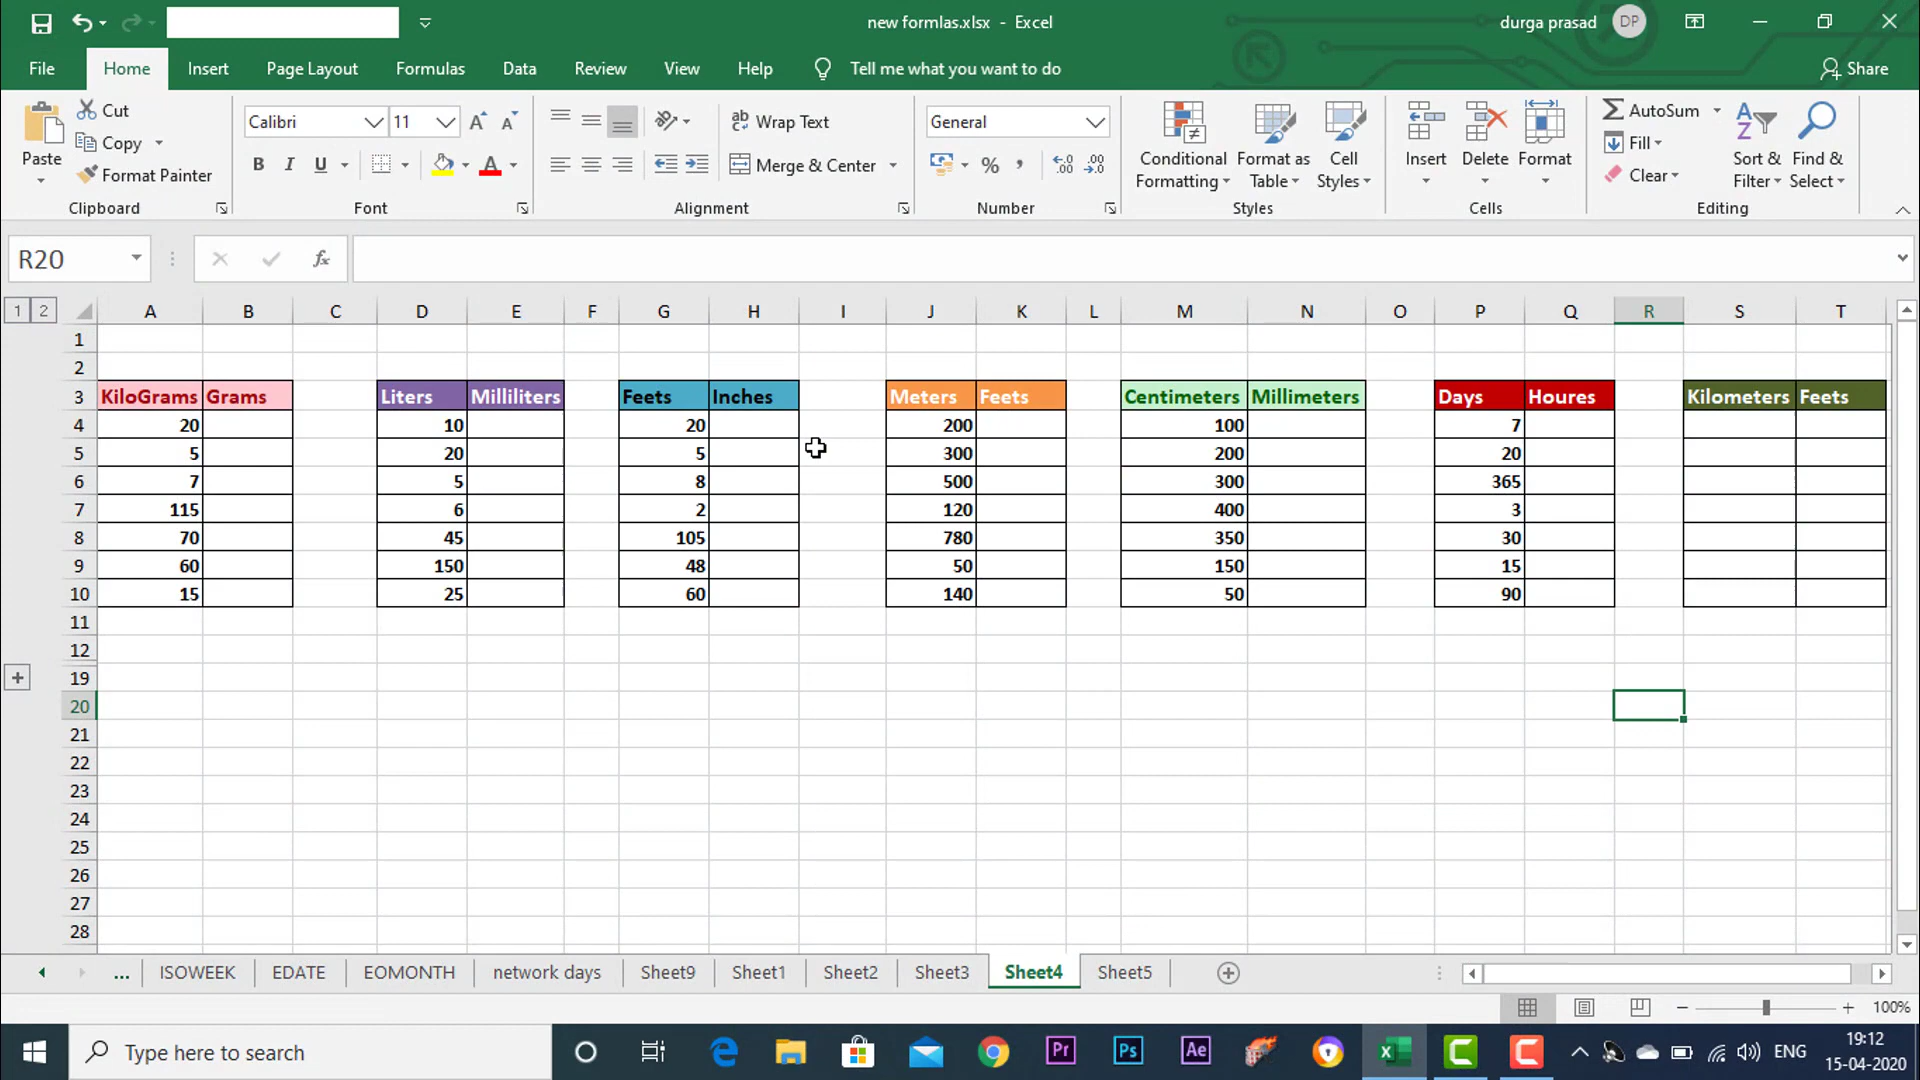 new formlas.xlsx - Excel
durga prasad DP
File Home Insert Page Layout Formulas Data Review View Help Tell me what you want to do Share
Cut
Copy
Format Painter
Paste
Clipboard
Calibri 11
B I U A
Font
Wrap Text
Merge & Center
Alignment
General
%
Number
Conditional Formatting
Format as Table
Cell Styles
Styles
Insert Delete Format
Cells
AutoSum
Fill
Clear
Sort & Filter
Find & Select
Editing
R20 fx
1 2 A B C D E F G H I J K L M N O P Q R S T
1
2
3 KiloGrams Grams Liters Milliliters Feets Inches Meters Feets Centimeters Millimeters Days Houres Kilometers Feets
4 20 10 20 200 100 7
5 5 20 5 300 200 20
6 7 5 8 500 300 365
7 115 6 2 120 400 3
8 70 45 105 780 350 30
9 60 150 48 50 150 15
10 15 25 60 140 50 90
11
12
19
20
21
22
23
24
25
26
27
28
... ISOWEEK EDATE EOMONTH network days Sheet9 Sheet1 Sheet2 Sheet3 Sheet4 Sheet5
100%
Type here to search
Pr Ps Ae
ENG
19:12
15-04-2020